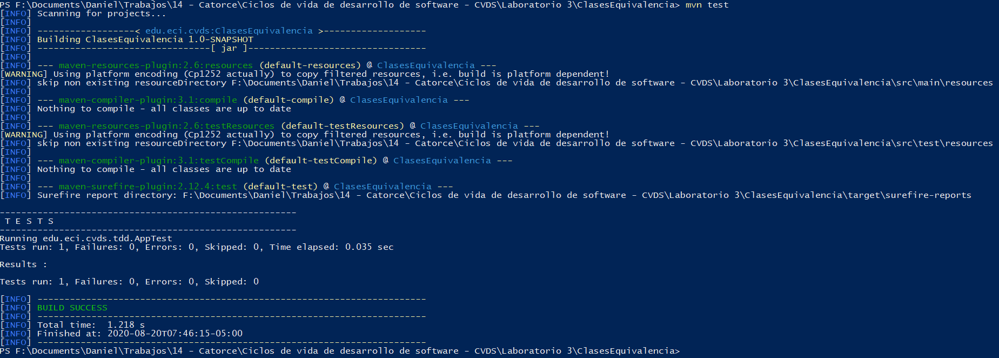 PS F:\Documents\Daniel\Trabajos\14 - Catorce\Ciclos de vida de desarrollo de software - CVDS\Laboratorio 3\ClasesEquivalencia> mvn test
[INFO] Scanning for projects...
[INFO]
[INFO] ------------------< edu.eci.cvds:ClasesEquivalencia >-------------------
[INFO] Building ClasesEquivalencia 1.0-SNAPSHOT
[INFO] --------------------------------[ jar ]---------------------------------
[INFO]
[INFO] --- maven-resources-plugin:2.6:resources (default-resources) @ ClasesEquivalencia ---
[WARNING] Using platform encoding (Cp1252 actually) to copy filtered resources, i.e. build is platform dependent!
[INFO] skip non existing resourceDirectory F:\Documents\Daniel\Trabajos\14 - Catorce\Ciclos de vida de desarrollo de software - CVDS\Laboratorio 3\ClasesEquivalencia\src\main\resources
[INFO]
[INFO] --- maven-compiler-plugin:3.1:compile (default-compile) @ ClasesEquivalencia ---
[INFO] Nothing to compile - all classes are up to date
[INFO]
[INFO] --- maven-resources-plugin:2.6:testResources (default-testResources) @ ClasesEquivalencia ---
[WARNING] Using platform encoding (Cp1252 actually) to copy filtered resources, i.e. build is platform dependent!
[INFO] skip non existing resourceDirectory F:\Documents\Daniel\Trabajos\14 - Catorce\Ciclos de vida de desarrollo de software - CVDS\Laboratorio 3\ClasesEquivalencia\src\test\resources
[INFO]
[INFO] --- maven-compiler-plugin:3.1:testCompile (default-testCompile) @ ClasesEquivalencia ---
[INFO] Nothing to compile - all classes are up to date
[INFO]
[INFO] --- maven-surefire-plugin:2.12.4:test (default-test) @ ClasesEquivalencia ---
[INFO] Surefire report directory: F:\Documents\Daniel\Trabajos\14 - Catorce\Ciclos de vida de desarrollo de software - CVDS\Laboratorio 3\ClasesEquivalencia\target\surefire-reports
-------------------------------------------------------
 T E S T S
-------------------------------------------------------
Running edu.eci.cvds.tdd.AppTest
Tests run: 1, Failures: 0, Errors: 0, Skipped: 0, Time elapsed: 0.035 sec
Results :
Tests run: 1, Failures: 0, Errors: 0, Skipped: 0
[INFO] ------------------------------------------------------------------------
[INFO] BUILD SUCCESS
[INFO] ------------------------------------------------------------------------
[INFO] Total time:  1.218 s
[INFO] Finished at: 2020-08-20T07:46:15-05:00
[INFO] ------------------------------------------------------------------------
PS F:\Documents\Daniel\Trabajos\14 - Catorce\Ciclos de vida de desarrollo de software - CVDS\Laboratorio 3\ClasesEquivalencia>